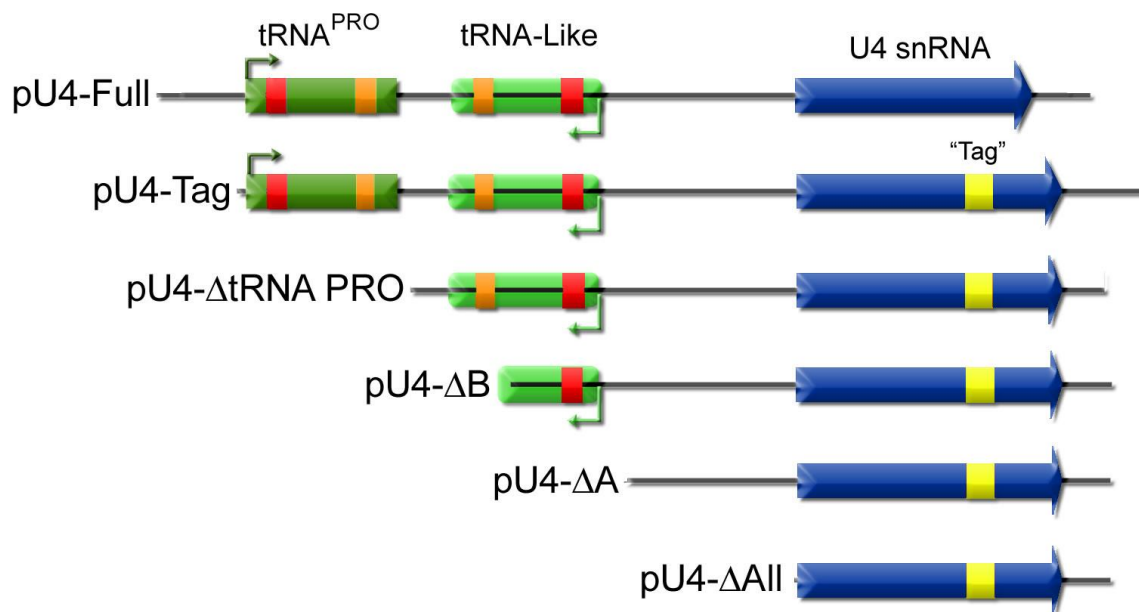 tRNA^PRO tRNA-Like U4 snRNA
pU4-Full
“Tag”
pU4-Tag
pU4-ΔtRNA PRO
pU4-ΔB
pU4-ΔA
pU4-ΔAll